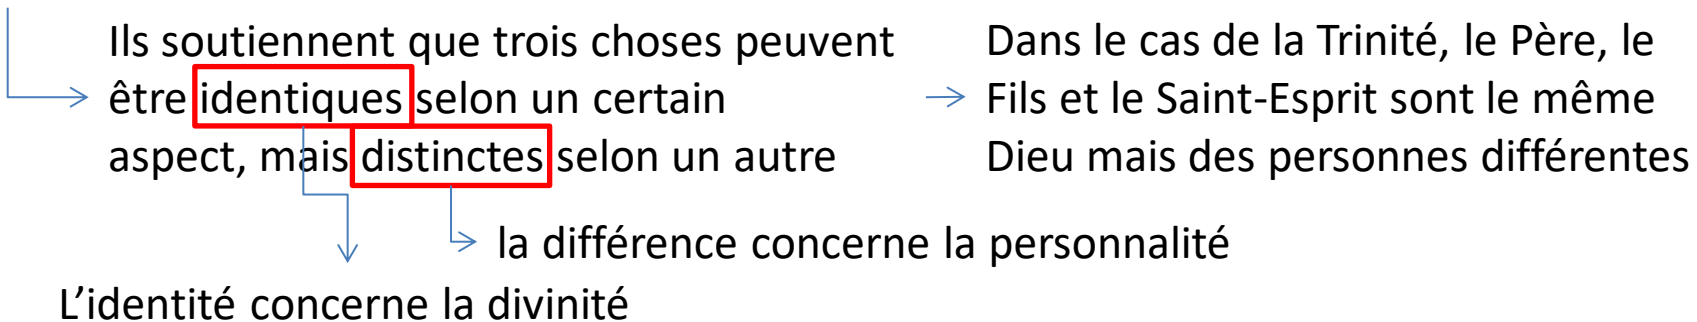 Ils soutiennent que trois choses peuvent
être identiques selon un certain
aspect, mais distinctes selon un autre
Dans le cas de la Trinité, le Père, le
Fils et le Saint-Esprit sont le même
Dieu mais des personnes différentes
la différence concerne la personnalité
L’identité concerne la divinité